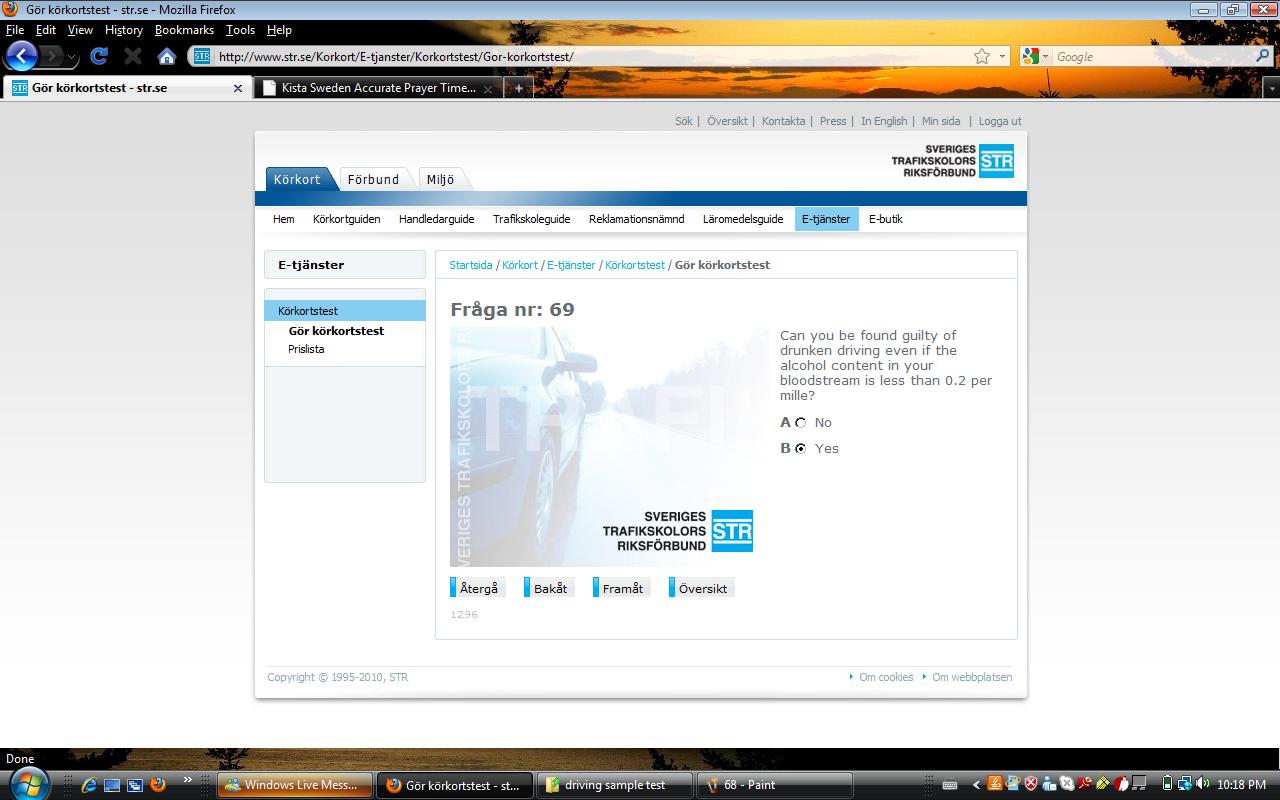 Gör körkortstest - str.se - Mozilla Firefox
File Edit View History Bookmarks Tools Help
http://www.str.se/Korkort/E-tjanster/Korkortstest/Gor-korkortstest/
Google
Gör körkortstest - str.se
Kista Sweden Accurate Prayer Time...
Sök | Översikt | Kontakta | Press | In English | Min sida | Logga ut
SVERIGES
TRAFIKSKOLORS
RIKSFÖRBUND
STR
Körkort Förbund Miljö
Hem Körkortguiden Handledarguide Trafikskoleguide Reklamationsnämnd Läromedelsguide E-tjänster E-butik
E-tjänster
Körkortstest
Gör körkortstest
Prislista
Startsida / Körkort / E-tjänster / Körkortstest / Gör körkortstest
Fråga nr: 69
VERIGES TRAFIKSKOLOR
TRAFI
SVERIGES
TRAFIKSKOLORS
RIKSFÖRBUND
STR
Can you be found guilty of
drunken driving even if the
alcohol content in your
bloodstream is less than 0.2 per
mille?
A No
B Yes
Återgå Bakåt Framåt Översikt
1296
Copyright © 1995-2010, STR
Om cookies Om webbplatsen
Done
Windows Live Mess...
Gör körkortstest - st...
driving sample test
68 - Paint
10:18 PM